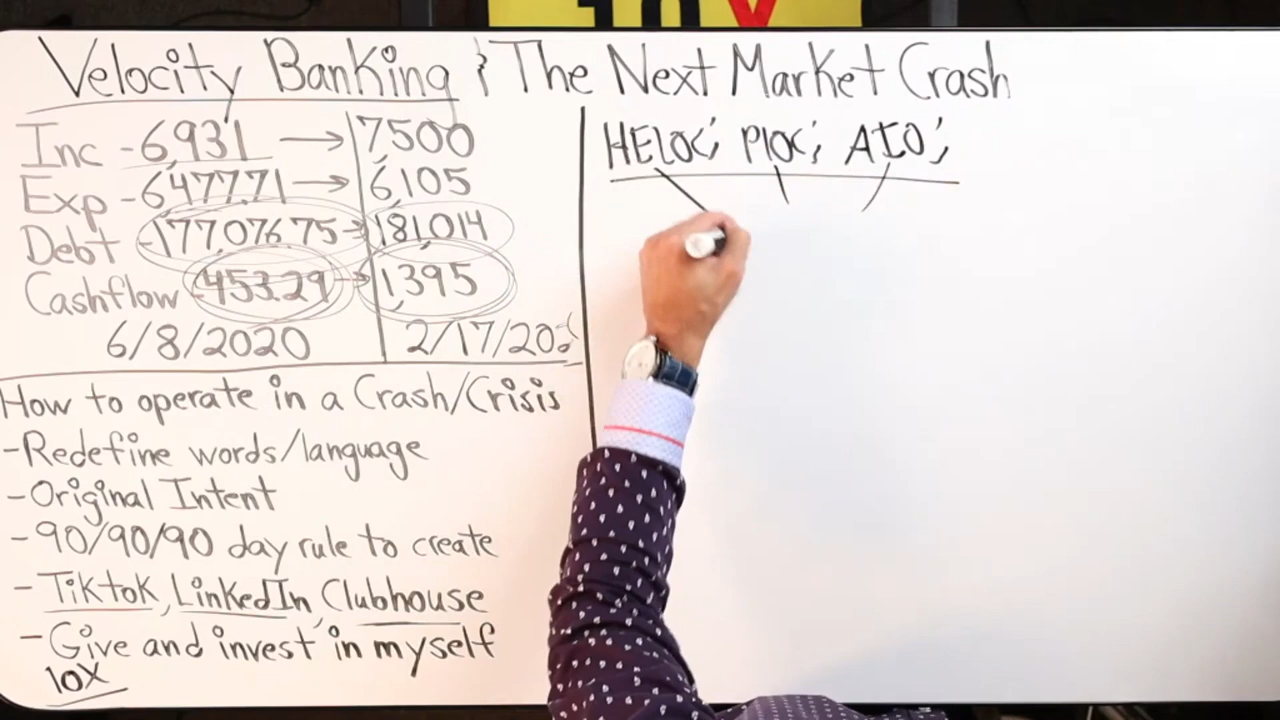 10X
Velocity Banking & The Next Market Crash
Inc - 6,931 → 7500
Exp - 6,477.71 → 6,105
Debt -177,076.75 → 181,014
Cashflow - 453.29 → 1,395
6/8/2020 2/17/202
How to operate in a Crash/Crisis
- Redefine words/language
- Original Intent
- 90/90/90 day rule to create
- Tiktok, LinkedIn, Clubhouse
- Give and invest in myself
10X
HELOC; PLOC; AIO;